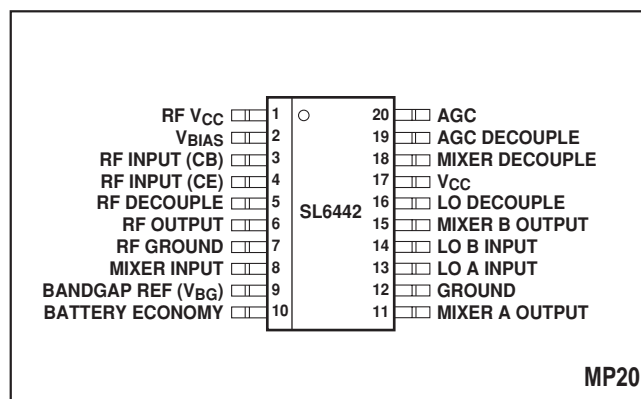 RF VCC 1 20 AGC
VBIAS 2 19 AGC DECOUPLE
RF INPUT (CB) 3 18 MIXER DECOUPLE
RF INPUT (CE) 4 17 VCC
RF DECOUPLE 5 16 LO DECOUPLE
SL6442
RF OUTPUT 6 15 MIXER B OUTPUT
RF GROUND 7 14 LO B INPUT
MIXER INPUT 8 13 LO A INPUT
BANDGAP REF (VBG) 9 12 GROUND
BATTERY ECONOMY 10 11 MIXER A OUTPUT
MP20